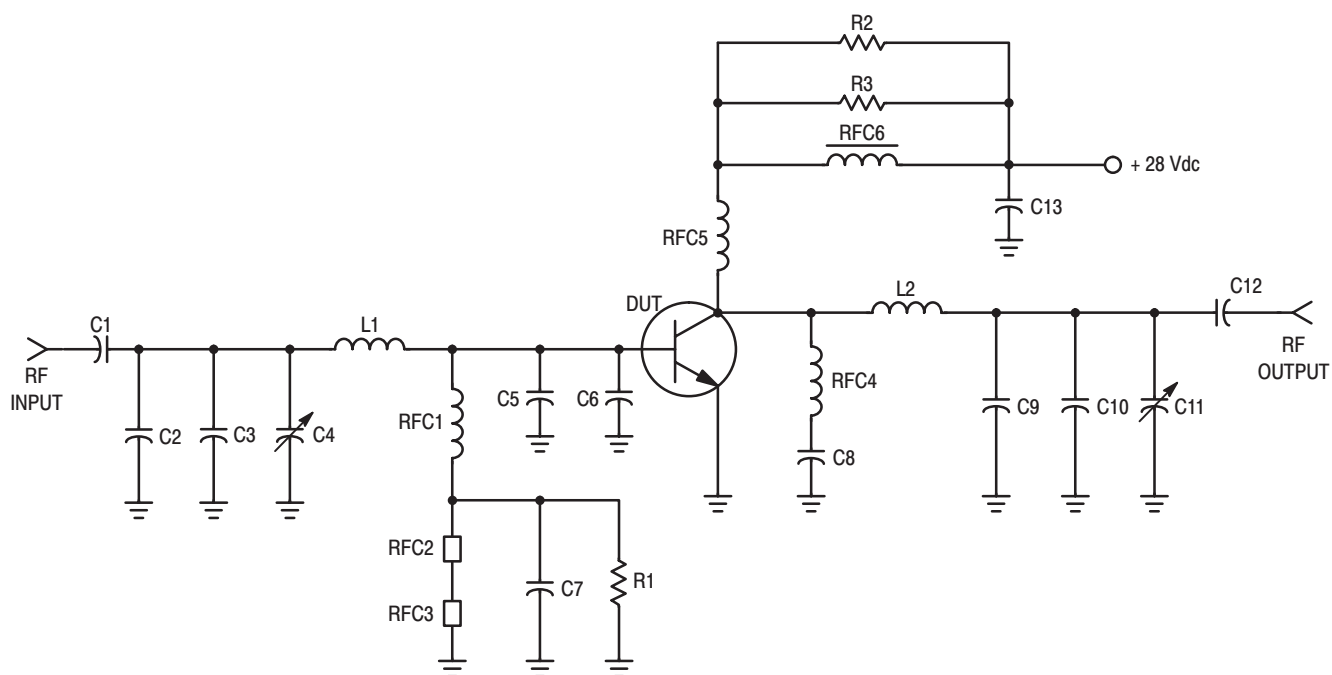 R2
R3
RFC6
+ 28 Vdc
C13
RFC5
DUT
L2
C12
C1
L1
RF
INPUT
RF
OUTPUT
RFC4
C2
C3
C4
RFC1
C5
C6
C8
C9
C10
C11
RFC2
RFC3
C7
R1